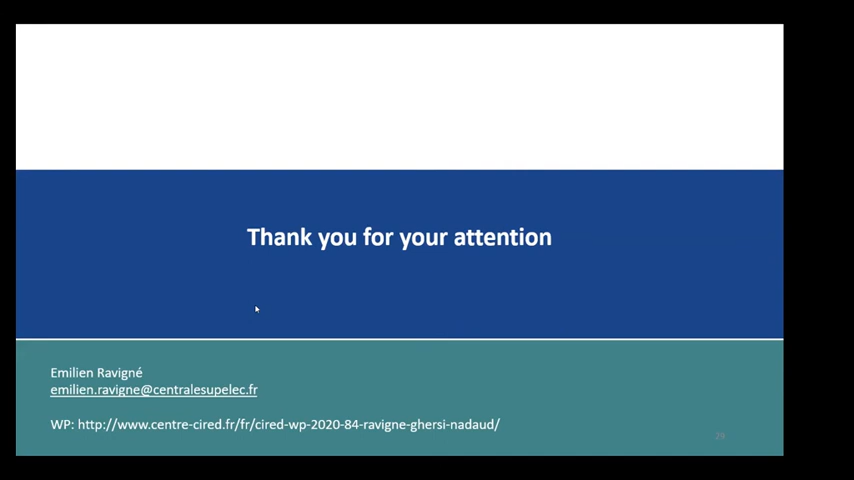 Thank you for your attention
Emilien Ravigné
emilien.ravigne@centralesupelec.fr
WP: http://www.centre-cired.fr/fr/cired-wp-2020-84-ravigne-ghersi-nadaud/
29